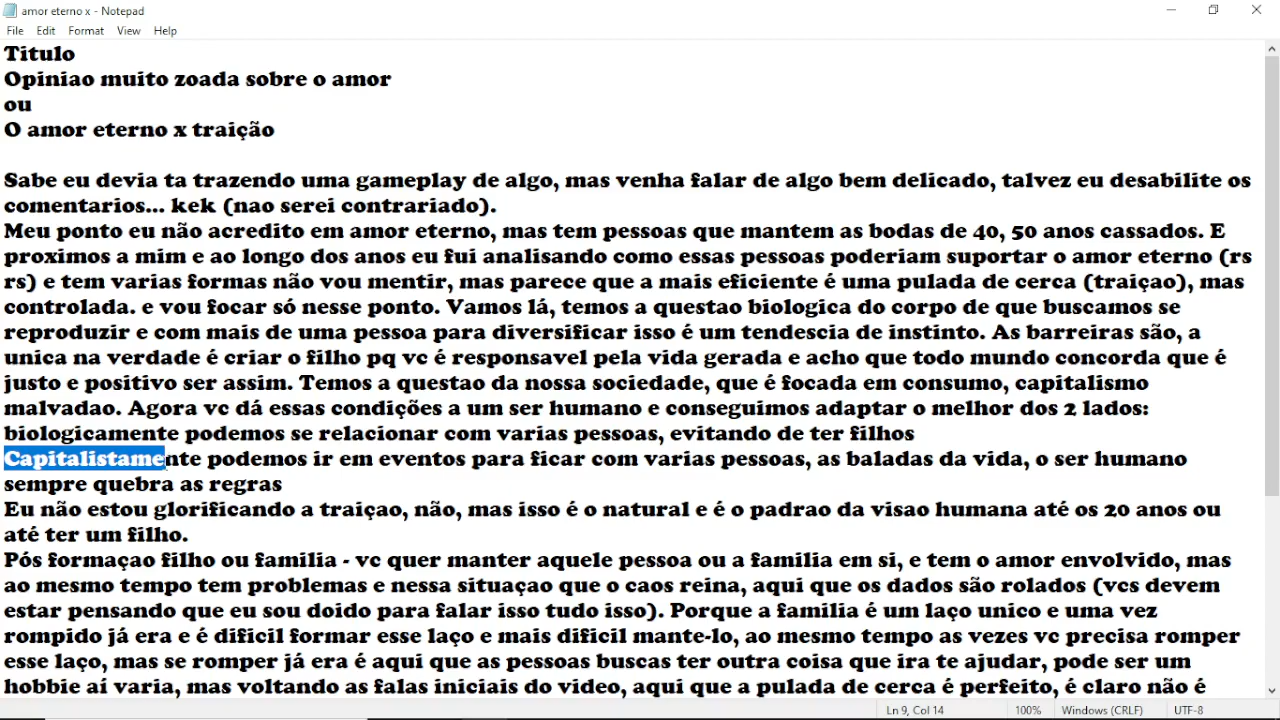 amor eterno x - Notepad
File Edit Format View Help
Titulo
Opiniao muito zoada sobre o amor
ou
O amor eterno x traição
Sabe eu devia ta trazendo uma gameplay de algo, mas venha falar de algo bem delicado, talvez eu desabilite os
comentarios... kek (nao serei contrariado).
Meu ponto eu não acredito em amor eterno, mas tem pessoas que mantem as bodas de 40, 50 anos cassados. E
proximos a mim e ao longo dos anos eu fui analisando como essas pessoas poderiam suportar o amor eterno (rs
rs) e tem varias formas não vou mentir, mas parece que a mais eficiente é uma pulada de cerca (traiçao), mas
controlada. e vou focar só nesse ponto. Vamos lá, temos a questao biologica do corpo de que buscamos se
reproduzir e com mais de uma pessoa para diversificar isso é um tendescia de instinto. As barreiras são, a
unica na verdade é criar o filho pq vc é responsavel pela vida gerada e acho que todo mundo concorda que é
justo e positivo ser assim. Temos a questao da nossa sociedade, que é focada em consumo, capitalismo
malvadao. Agora vc dá essas condições a um ser humano e conseguimos adaptar o melhor dos 2 lados:
biologicamente podemos se relacionar com varias pessoas, evitando de ter filhos
Capitalistamente podemos ir em eventos para ficar com varias pessoas, as baladas da vida, o ser humano
sempre quebra as regras
Eu não estou glorificando a traiçao, não, mas isso é o natural e é o padrao da visao humana até os 20 anos ou
até ter um filho.
Pós formaçao filho ou familia - vc quer manter aquele pessoa ou a familia em si, e tem o amor envolvido, mas
ao mesmo tempo tem problemas e nessa situaçao que o caos reina, aqui que os dados são rolados (vcs devem
estar pensando que eu sou doido para falar isso tudo isso). Porque a familia é um laço unico e uma vez
rompido já era e é dificil formar esse laço e mais dificil mante-lo, ao mesmo tempo as vezes vc precisa romper
esse laço, mas se romper já era é aqui que as pessoas buscas ter outra coisa que ira te ajudar, pode ser um
hobbie aí varia, mas voltando as falas iniciais do video, aqui que a pulada de cerca é perfeito, é claro não é
Ln 9, Col 14 100% Windows (CRLF) UTF-8